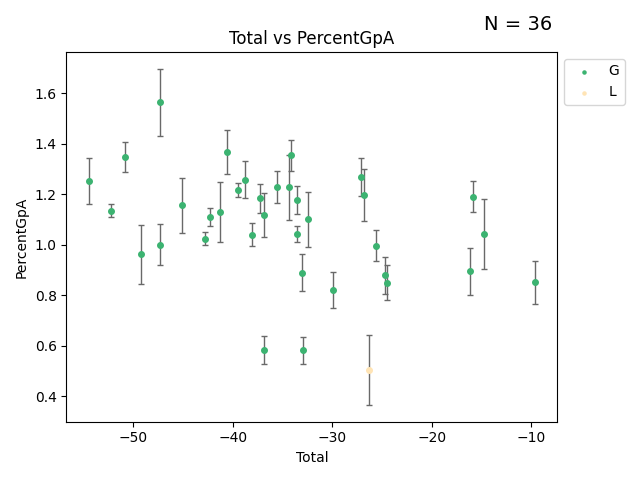 N = 36
Total vs PercentGpA
G
L
PercentGpA
1.6
1.4
1.2
1.0
0.8
0.6
0.4
−50 −40 −30 −20 −10
Total